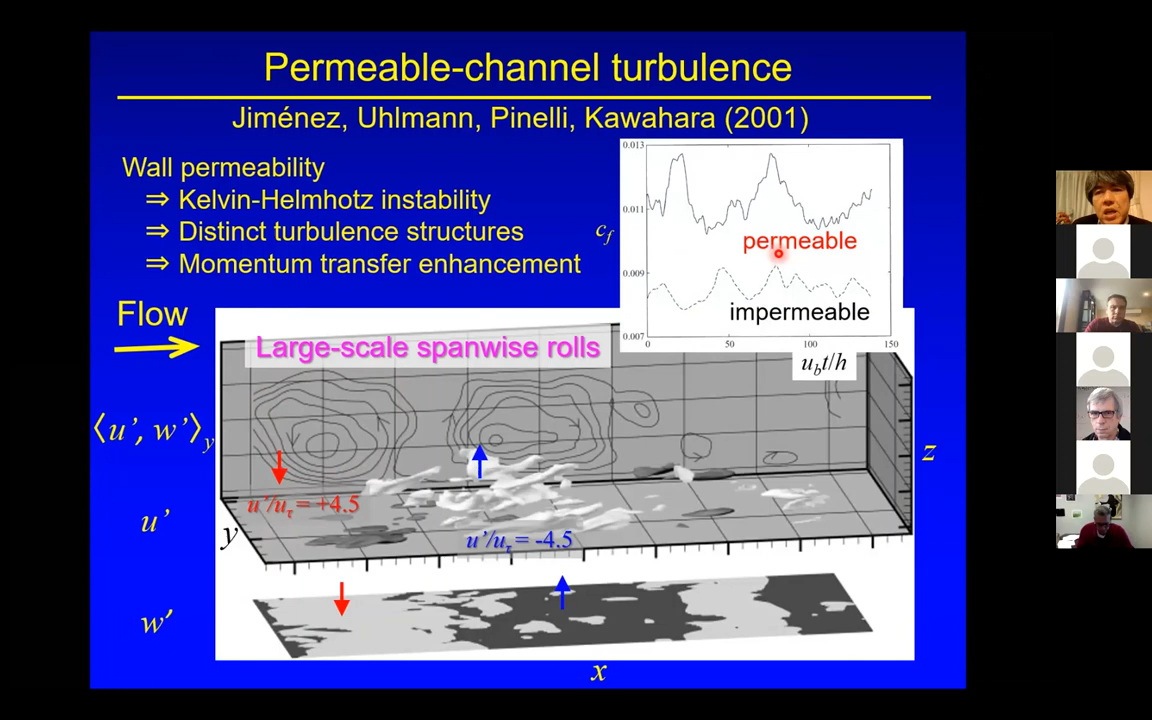 Permeable-channel turbulence
Jiménez, Uhlmann, Pinelli, Kawahara (2001)
Wall permeability
⇒ Kelvin-Helmhotz instability
⇒ Distinct turbulence structures
⇒ Momentum transfer enhancement
0.013
0.011
0.009
0.007
c_f
permeable
impermeable
0 50 100 150
u_b t/h
Flow
Large-scale spanwise rolls
⟨u’, w’⟩_y
u’
w’
u’/u_τ = +4.5
u’/u_τ = -4.5
y
z
x